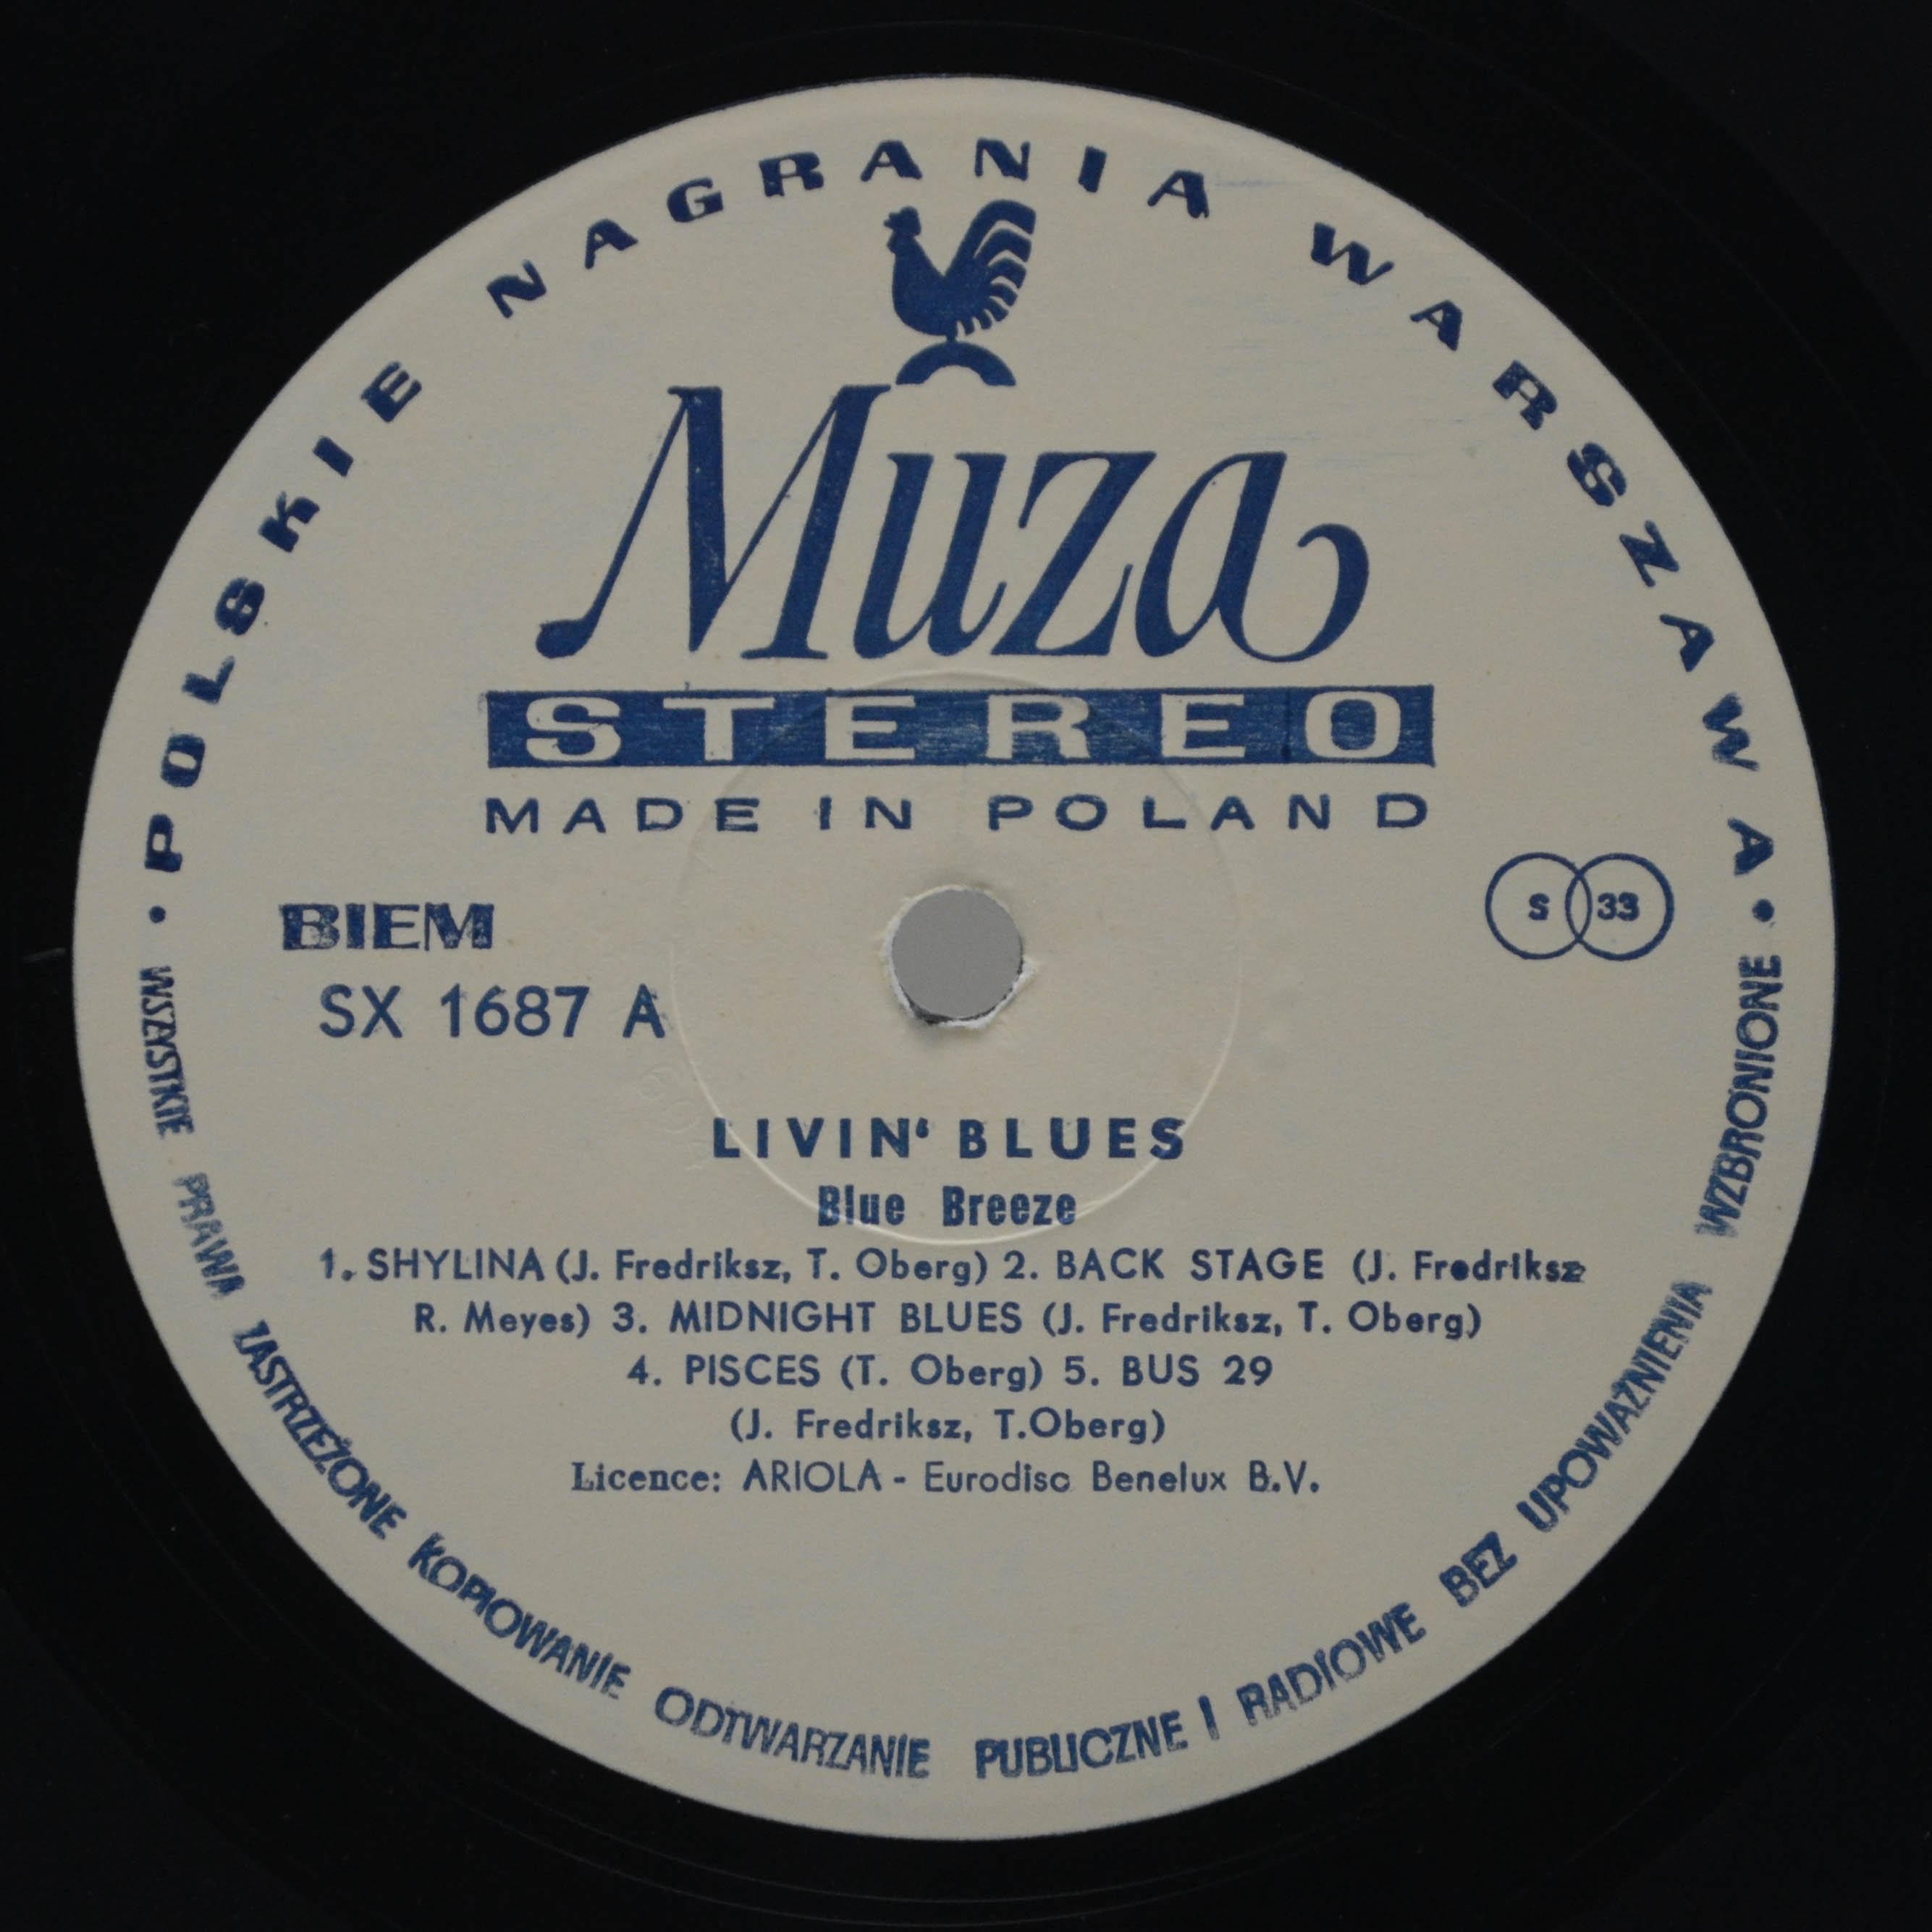 POLSKIE NAGRANIA WARSZAWA
Muza
STEREO
MADE IN POLAND
BIEM
S 33
SX 1687 A
LIVIN‘ BLUES
Blue Breeze
1. SHYLINA (J. Fredriksz, T. Oberg) 2. BACK STAGE (J. Fredriksz
R. Meyes) 3. MIDNIGHT BLUES (J. Fredriksz, T. Oberg)
4. PISCES (T. Oberg) 5. BUS 29
(J. Fredriksz, T.Oberg)
Licence: ARIOLA - Eurodisc Benelux B.V.
WSZYSTKIE PRAWA ZASTRZEŻONE KOPIOWANIE ODTWARZANIE PUBLICZNE I RADIOWE BEZ UPOWAŻNIENIA WZBRONIONE